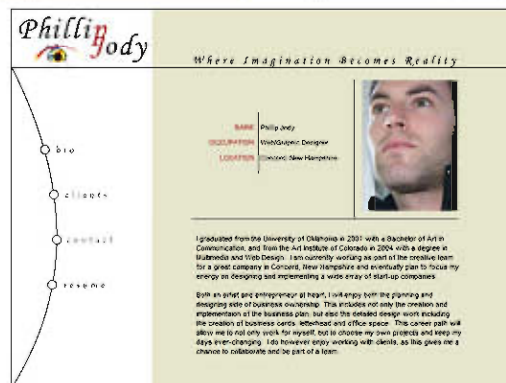 Phillip
Jody
Where Imagination Becomes Reality
NAME Phillip Jody
OCCUPATION Web/Graphic Designer
LOCATION Concord, New Hampshire
bio
clients
contact
resume
I graduated from the University of Oklahoma in 2001 with a Bachelor of Art in
Communication, and from the Art Institute of Colorado in 2004 with a degree in
Multimedia and Web Design. I am currently working as part of the creative team
for a great company in Concord, New Hampshire and eventually plan to focus my
energy on designing and implementing a wide array of start-up companies.
Both an artist and entrepreneur at heart, I will enjoy both the planning and
designing side of business ownership. This includes not only the creation and
implementation of the business plan, but also the detailed design work including
the creation of business cards, letterhead and office space. This career path will
allow me to not only work for myself, but to choose my own projects and keep my
days ever-changing. I do however enjoy working with clients, as this gives me a
chance to collaborate and be part of a team.